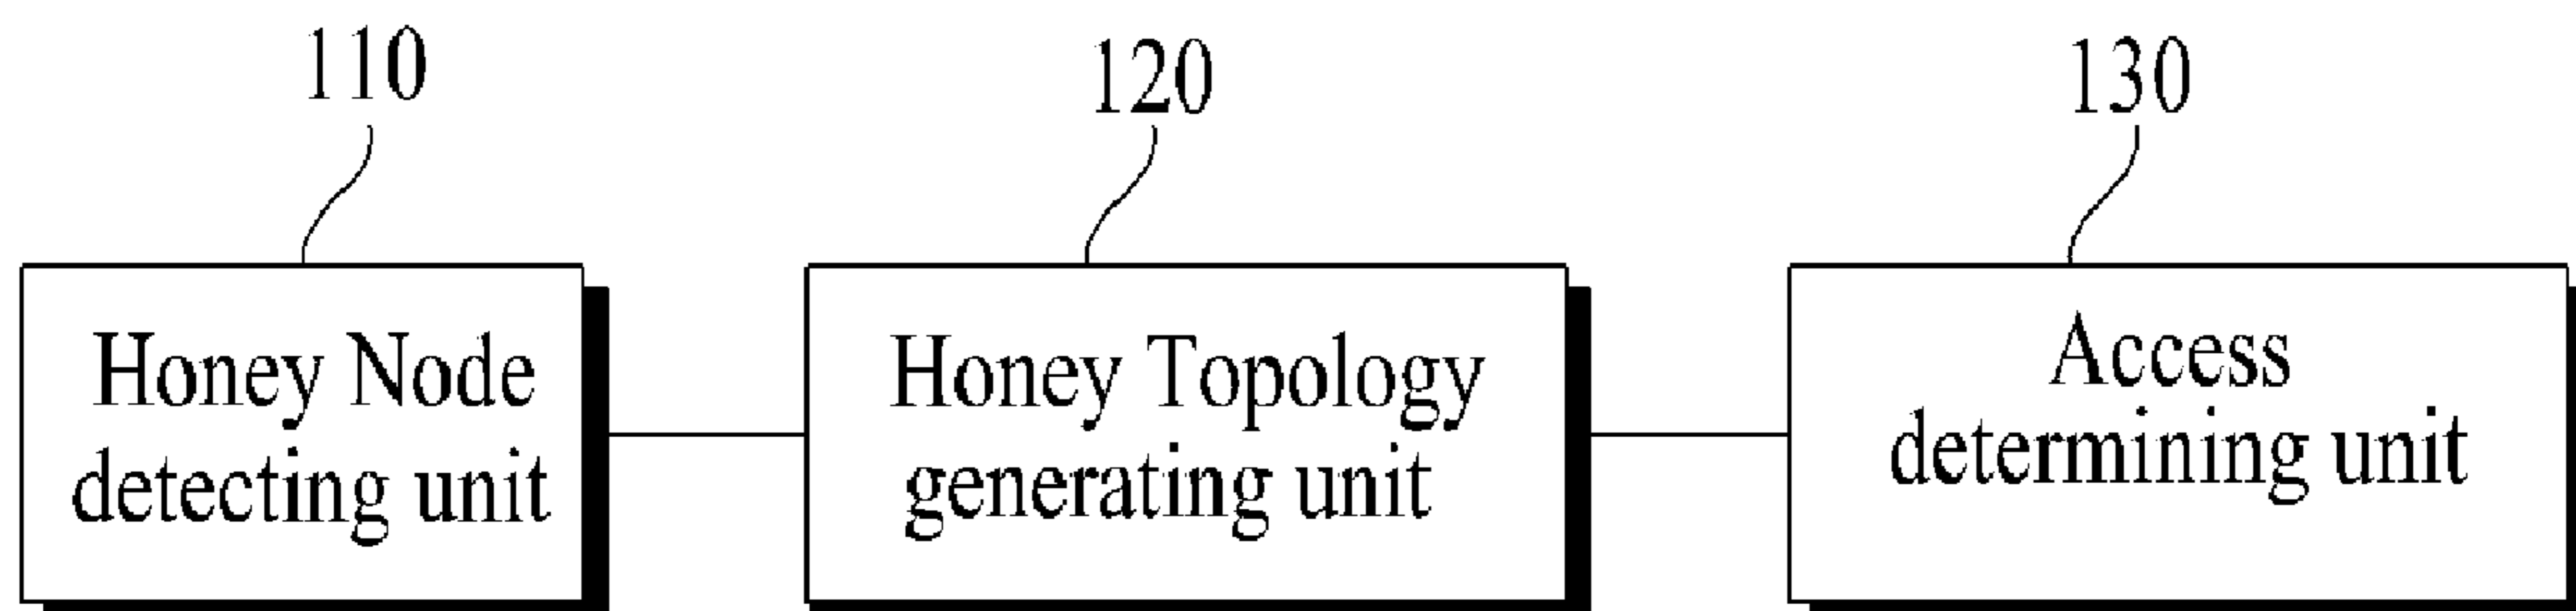 110
120
130
Honey Node
detecting unit
Honey Topology
generating unit
Access
determining unit